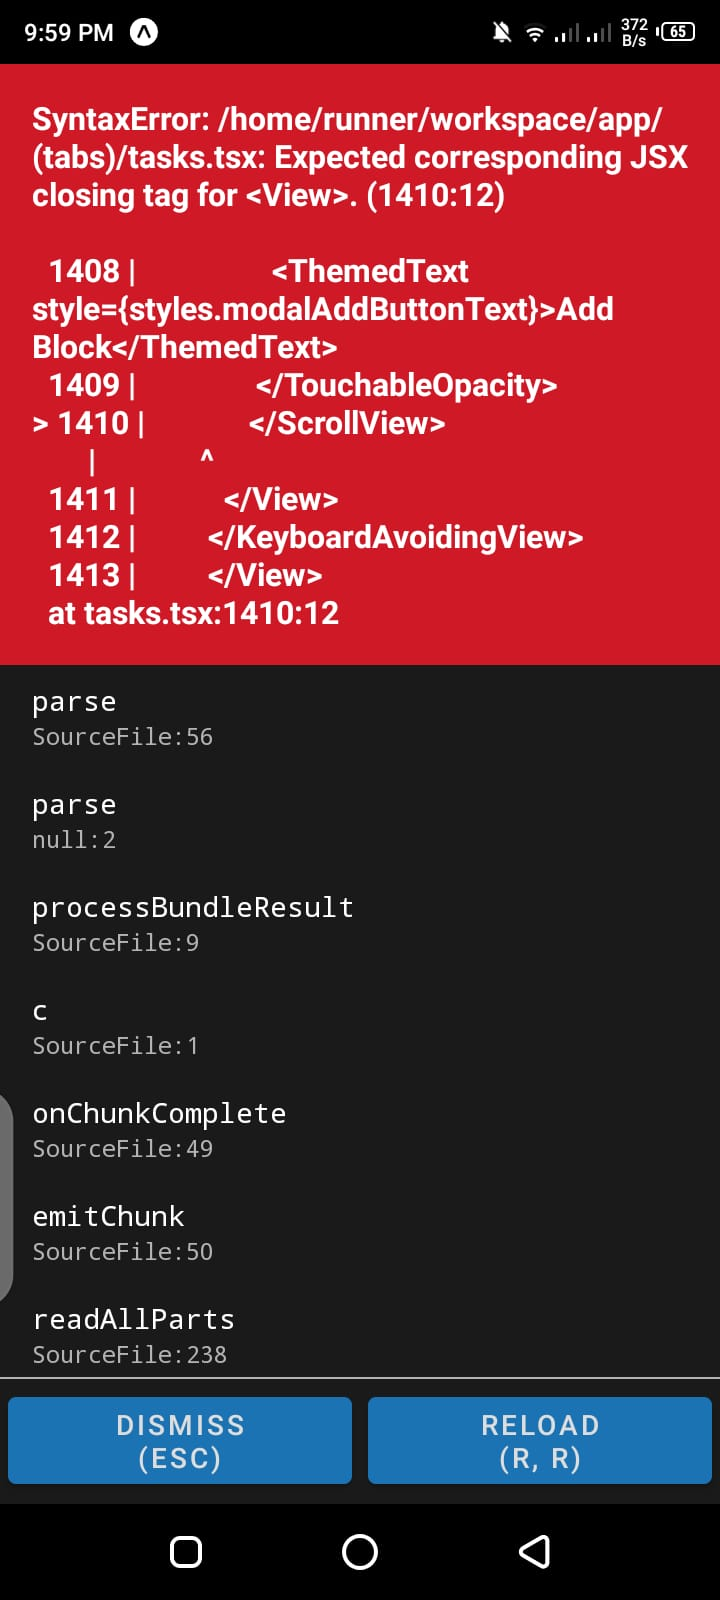 9:59 PM
372
B/s
65
SyntaxError: /home/runner/workspace/app/
(tabs)/tasks.tsx: Expected corresponding JSX
closing tag for <View>. (1410:12)
1408 | <ThemedText
style={styles.modalAddButtonText}>Add
Block</ThemedText>
1409 | </TouchableOpacity>
> 1410 | </ScrollView>
| ^
1411 | </View>
1412 | </KeyboardAvoidingView>
1413 | </View>
at tasks.tsx:1410:12
parse
SourceFile:56
parse
null:2
processBundleResult
SourceFile:9
c
SourceFile:1
onChunkComplete
SourceFile:49
emitChunk
SourceFile:50
readAllParts
SourceFile:238
DISMISS
(ESC)
RELOAD
(R, R)